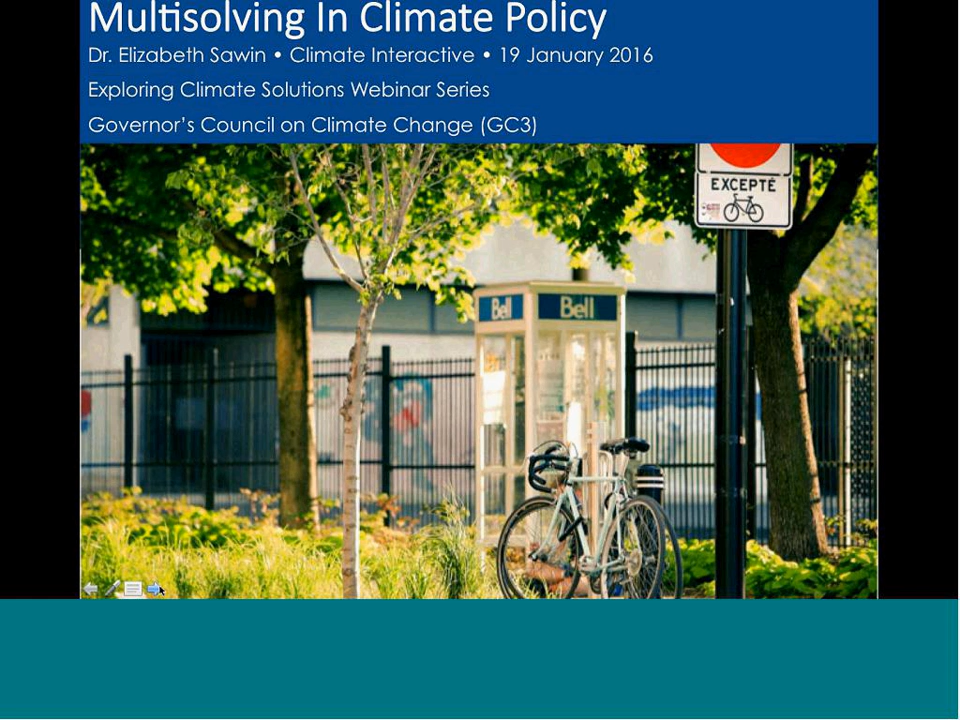 Multisolving In Climate Policy
Dr. Elizabeth Sawin • Climate Interactive • 19 January 2016
Exploring Climate Solutions Webinar Series
Governor's Council on Climate Change (GC3)
EXCEPTÉ
Bell Bell